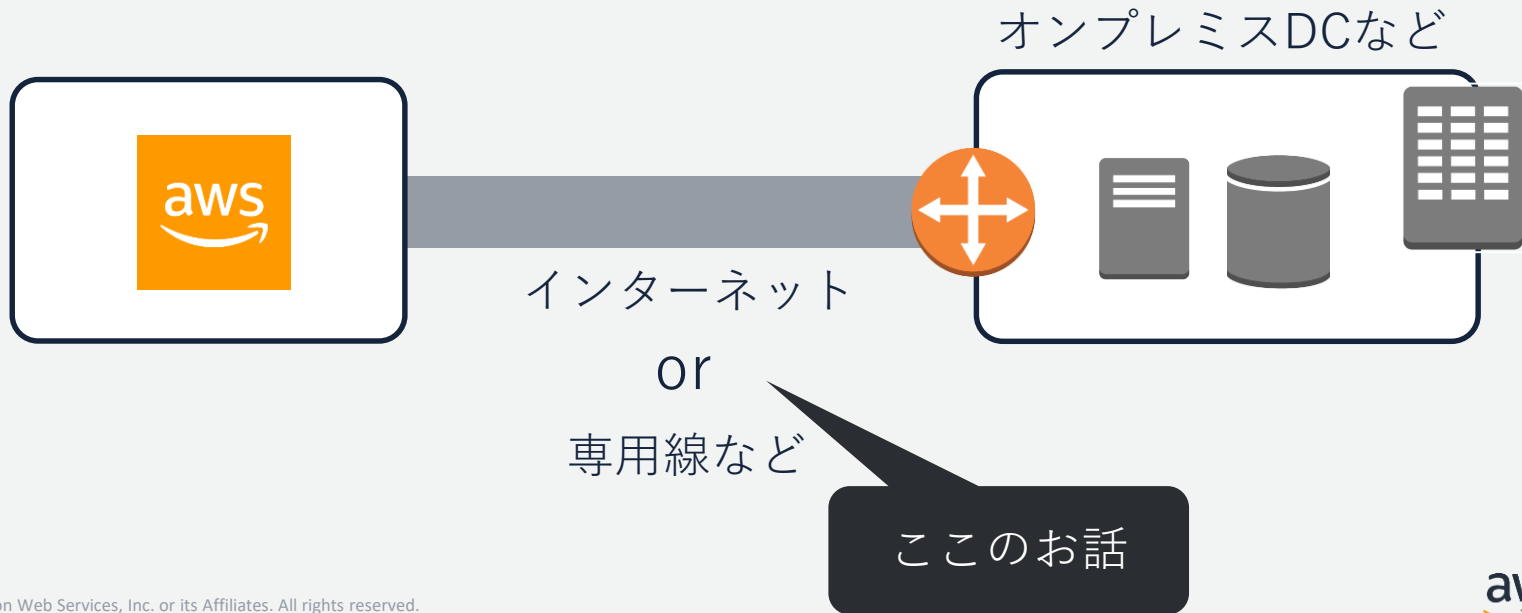 オンプレミスDCなど
aws
インターネット
or
専用線など
ここのお話
Web Services, Inc. or its Affiliates. All rights reserved.